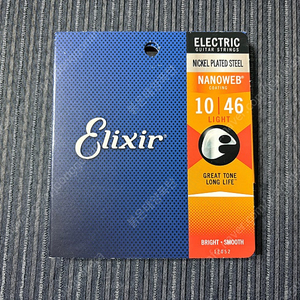 ELECTRIC
GUITAR STRINGS
NICKEL PLATED STEEL
NANOWEB®
COATING
10 | 46
LIGHT
Elixir
GREAT TONE
LONG LIFE
BRIGHT • SMOOTH
12052